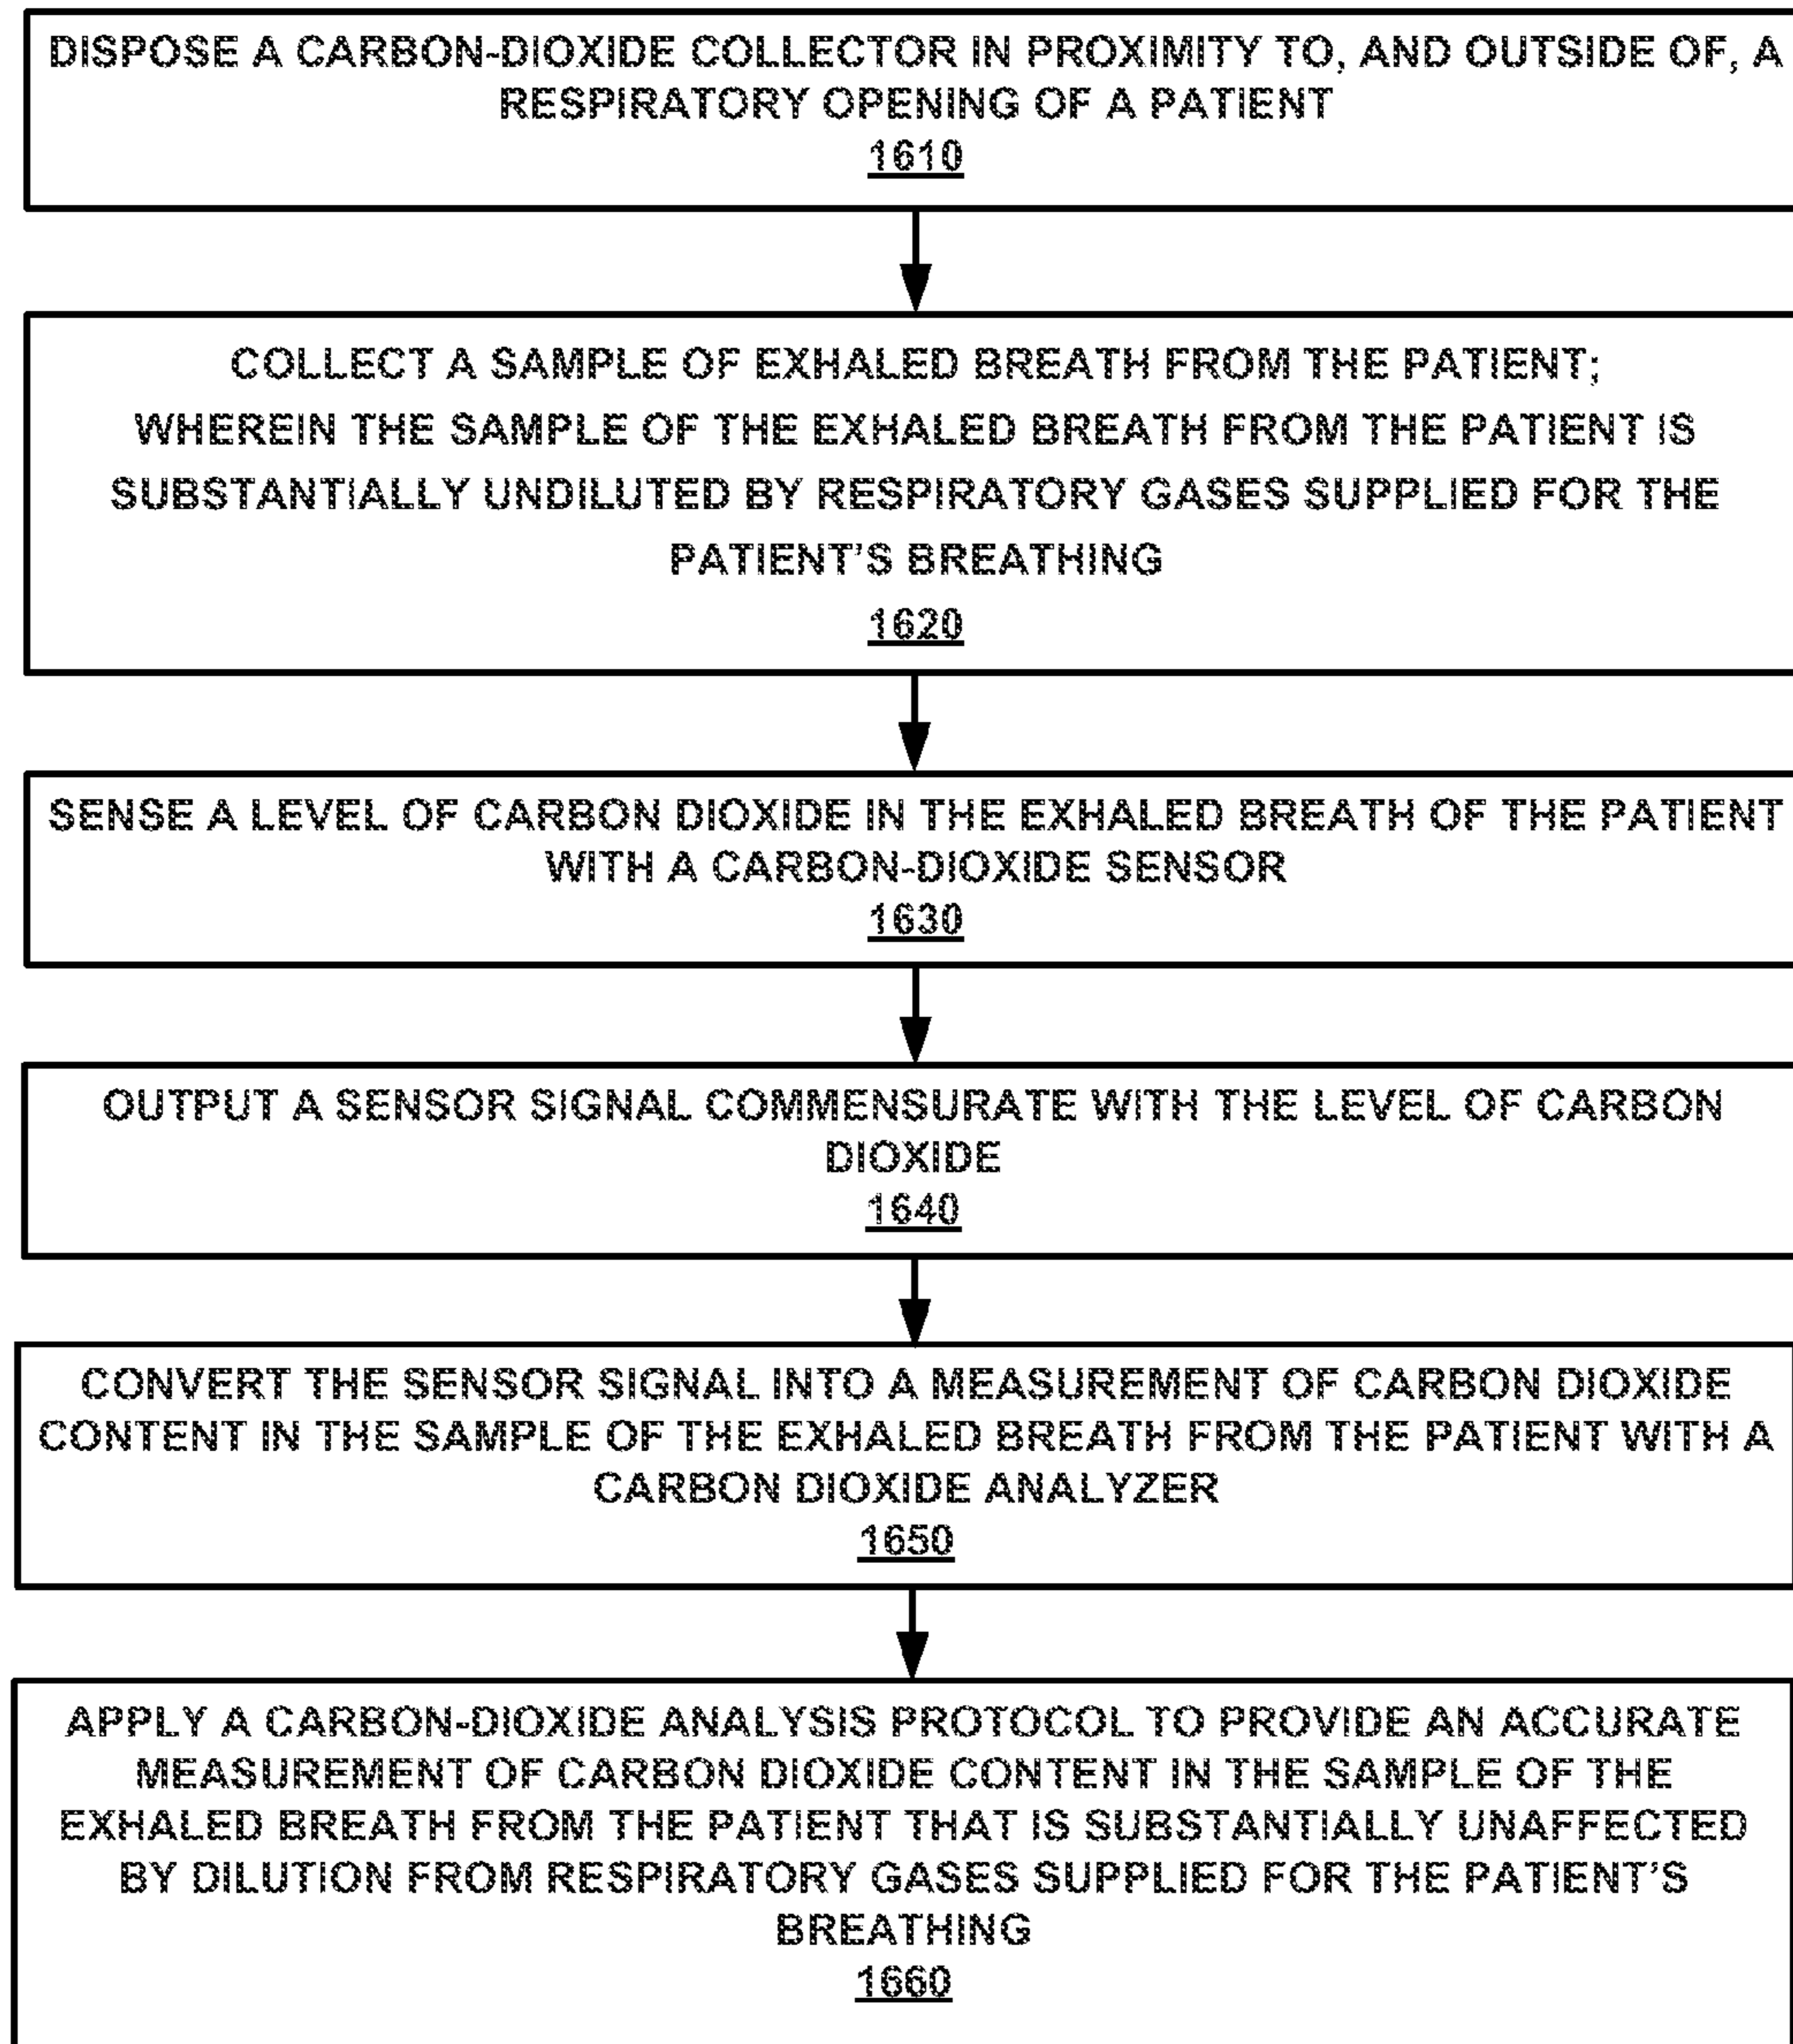 DISPOSE A CARBON-DIOXIDE COLLECTOR IN PROXIMITY TO, AND OUTSIDE OF, A
RESPIRATORY OPENING OF A PATIENT
1610
COLLECT A SAMPLE OF EXHALED BREATH FROM THE PATIENT;
WHEREIN THE SAMPLE OF THE EXHALED BREATH FROM THE PATIENT IS
SUBSTANTIALLY UNDILUTED BY RESPIRATORY GASES SUPPLIED FOR THE
PATIENT'S BREATHING
1620
SENSE A LEVEL OF CARBON DIOXIDE IN THE EXHALED BREATH OF THE PATIENT
WITH A CARBON-DIOXIDE SENSOR
1630
OUTPUT A SENSOR SIGNAL COMMENSURATE WITH THE LEVEL OF CARBON
DIOXIDE
1640
CONVERT THE SENSOR SIGNAL INTO A MEASUREMENT OF CARBON DIOXIDE
CONTENT IN THE SAMPLE OF THE EXHALED BREATH FROM THE PATIENT WITH A
CARBON DIOXIDE ANALYZER
1650
APPLY A CARBON-DIOXIDE ANALYSIS PROTOCOL TO PROVIDE AN ACCURATE
MEASUREMENT OF CARBON DIOXIDE CONTENT IN THE SAMPLE OF THE
EXHALED BREATH FROM THE PATIENT THAT IS SUBSTANTIALLY UNAFFECTED
BY DILUTION FROM RESPIRATORY GASES SUPPLIED FOR THE PATIENT'S
BREATHING
1660